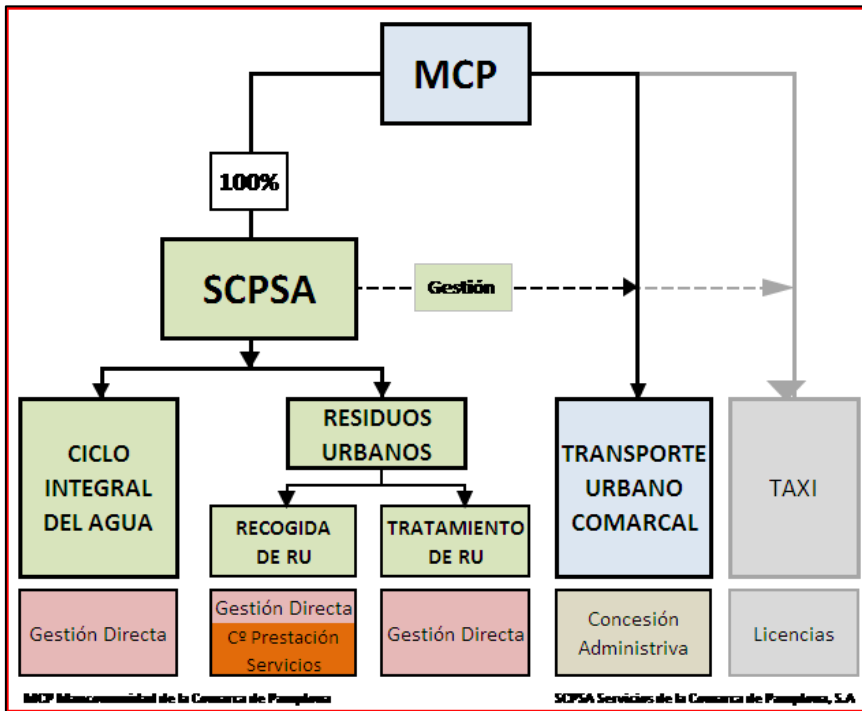 MCP
100%
SCPSA
Gestión
CICLO
INTEGRAL
DEL AGUA
RESIDUOS
URBANOS
RECOGIDA
DE RU
TRATAMIENTO
DE RU
TRANSPORTE
URBANO
COMARCAL
TAXI
Gestión Directa
Gestión Directa
Cº Prestación
Servicios
Gestión Directa
Concesión
Administriva
Licencias
MCP Mancomunidad de la Comarca de Pamplona
SCPSA Servicios de la Comarca de Pamplona, S.A